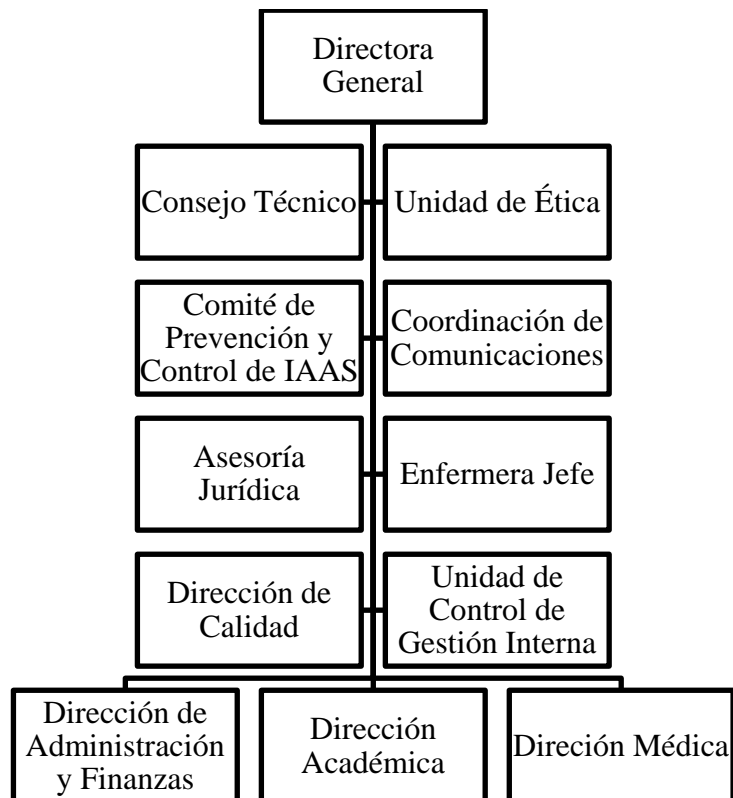 Directora
General
Consejo Técnico
Unidad de Ética
Comité de
Prevención y
Control de IAAS
Coordinación de
Comunicaciones
Asesoría
Jurídica
Enfermera Jefe
Dirección de
Calidad
Unidad de
Control de
Gestión Interna
Dirección de
Administración
y Finanzas
Dirección
Académica
Direción Médica